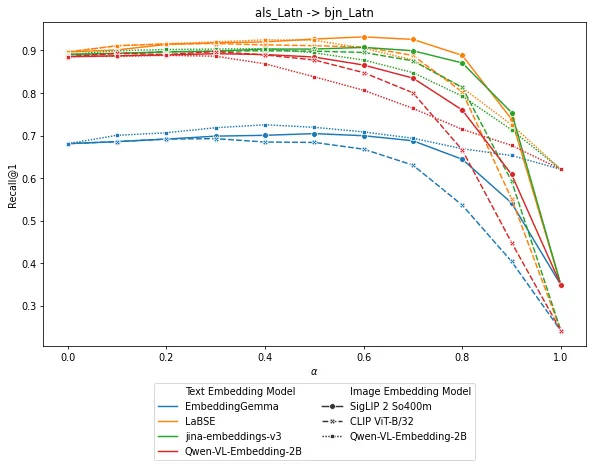 als_Latn -> bjn_Latn
Recall@1
0.9
0.8
0.7
0.6
0.5
0.4
0.3
0.0 0.2 0.4 0.6 0.8 1.0
α
Text Embedding Model
EmbeddingGemma
LaBSE
jina-embeddings-v3
Qwen-VL-Embedding-2B
Image Embedding Model
SigLIP 2 So400m
CLIP ViT-B/32
Qwen-VL-Embedding-2B